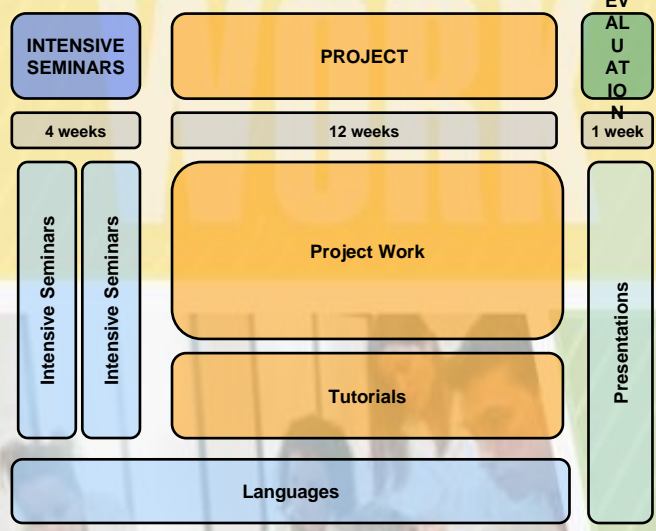 INTENSIVE
SEMINARS
PROJECT
EV
AL
U
AT
IO
N
4 weeks
12 weeks
1 week
Intensive Seminars
Intensive Seminars
Project Work
Tutorials
Presentations
Languages
WORK